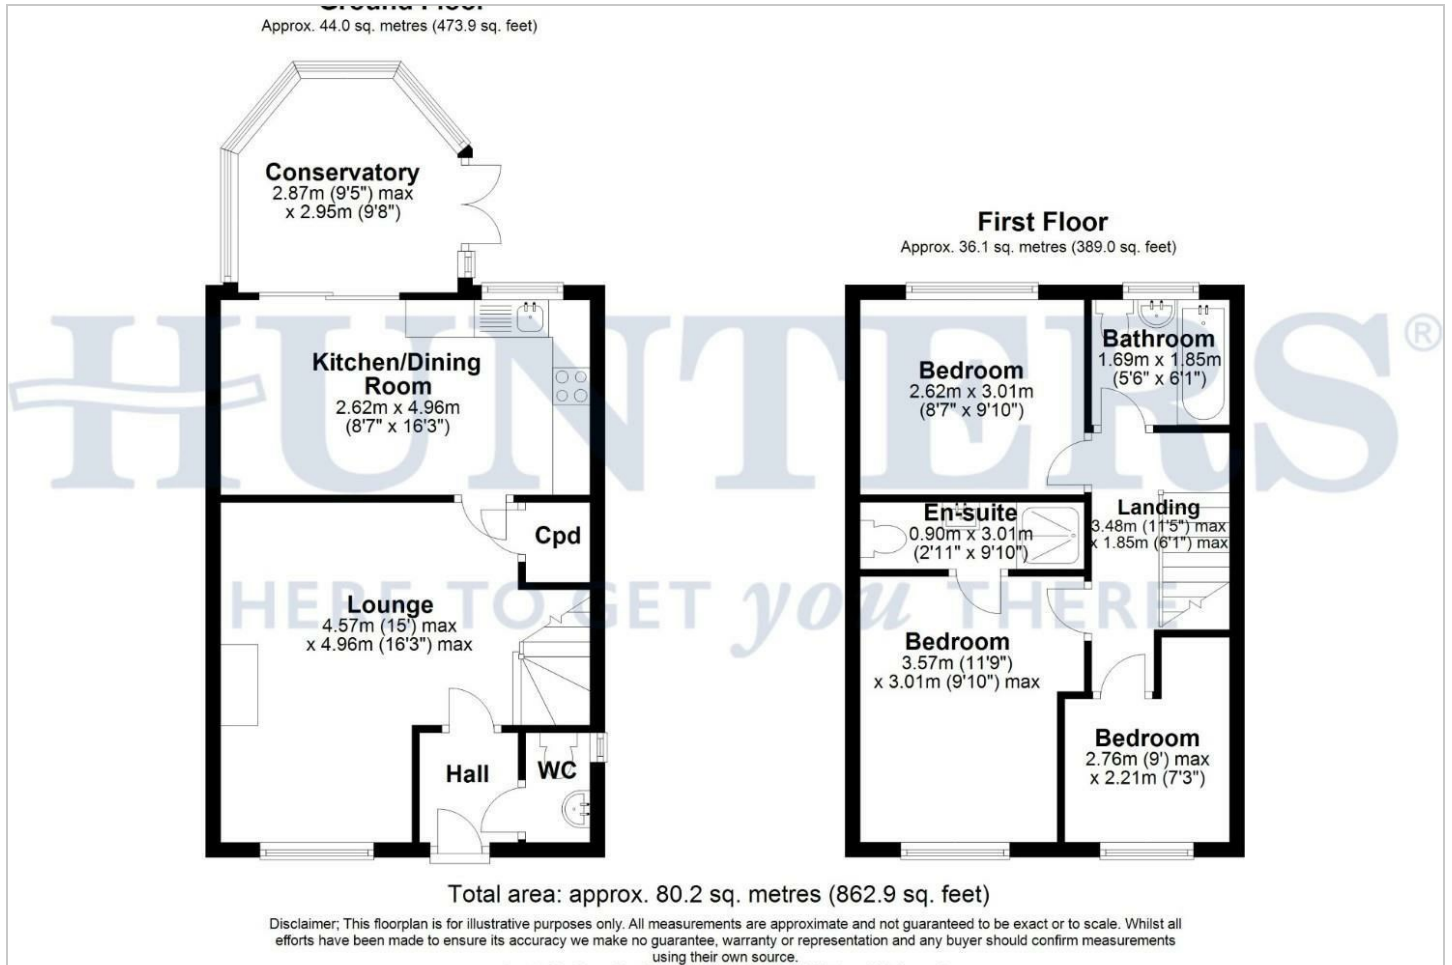 Ground Floor
Approx. 44.0 sq. metres (473.9 sq. feet)
Conservatory
2.87m (9'5") max
x 2.95m (9'8")
Kitchen/Dining
Room
2.62m x 4.96m
(8'7" x 16'3")
Cpd
Lounge
4.57m (15') max
x 4.96m (16'3") max
Hall
WC
First Floor
Approx. 36.1 sq. metres (389.0 sq. feet)
Bedroom
2.62m x 3.01m
(8'7" x 9'10")
Bathroom
1.69m x 1.85m
(5'6" x 6'1")
En-suite
0.90m x 3.01m
(2'11" x 9'10")
Landing
3.48m (11'5") max
x 1.85m (6'1") max
Bedroom
3.57m (11'9")
x 3.01m (9'10") max
Bedroom
2.76m (9') max
x 2.21m (7'3")
HUNTERS®
HERE TO GET you THERE
Total area: approx. 80.2 sq. metres (862.9 sq. feet)
Disclaimer; This floorplan is for illustrative purposes only. All measurements are approximate and not guaranteed to be exact or to scale. Whilst all
efforts have been made to ensure its accuracy we make no guarantee, warranty or representation and any buyer should confirm measurements
using their own source.